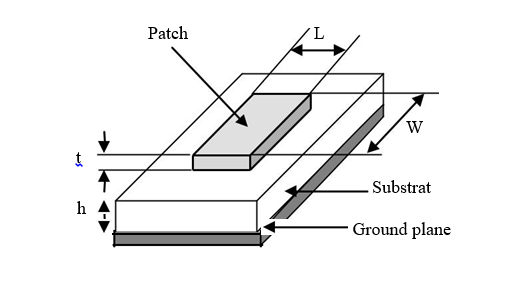 Patch
L
W
t
h
Substrat
Ground plane